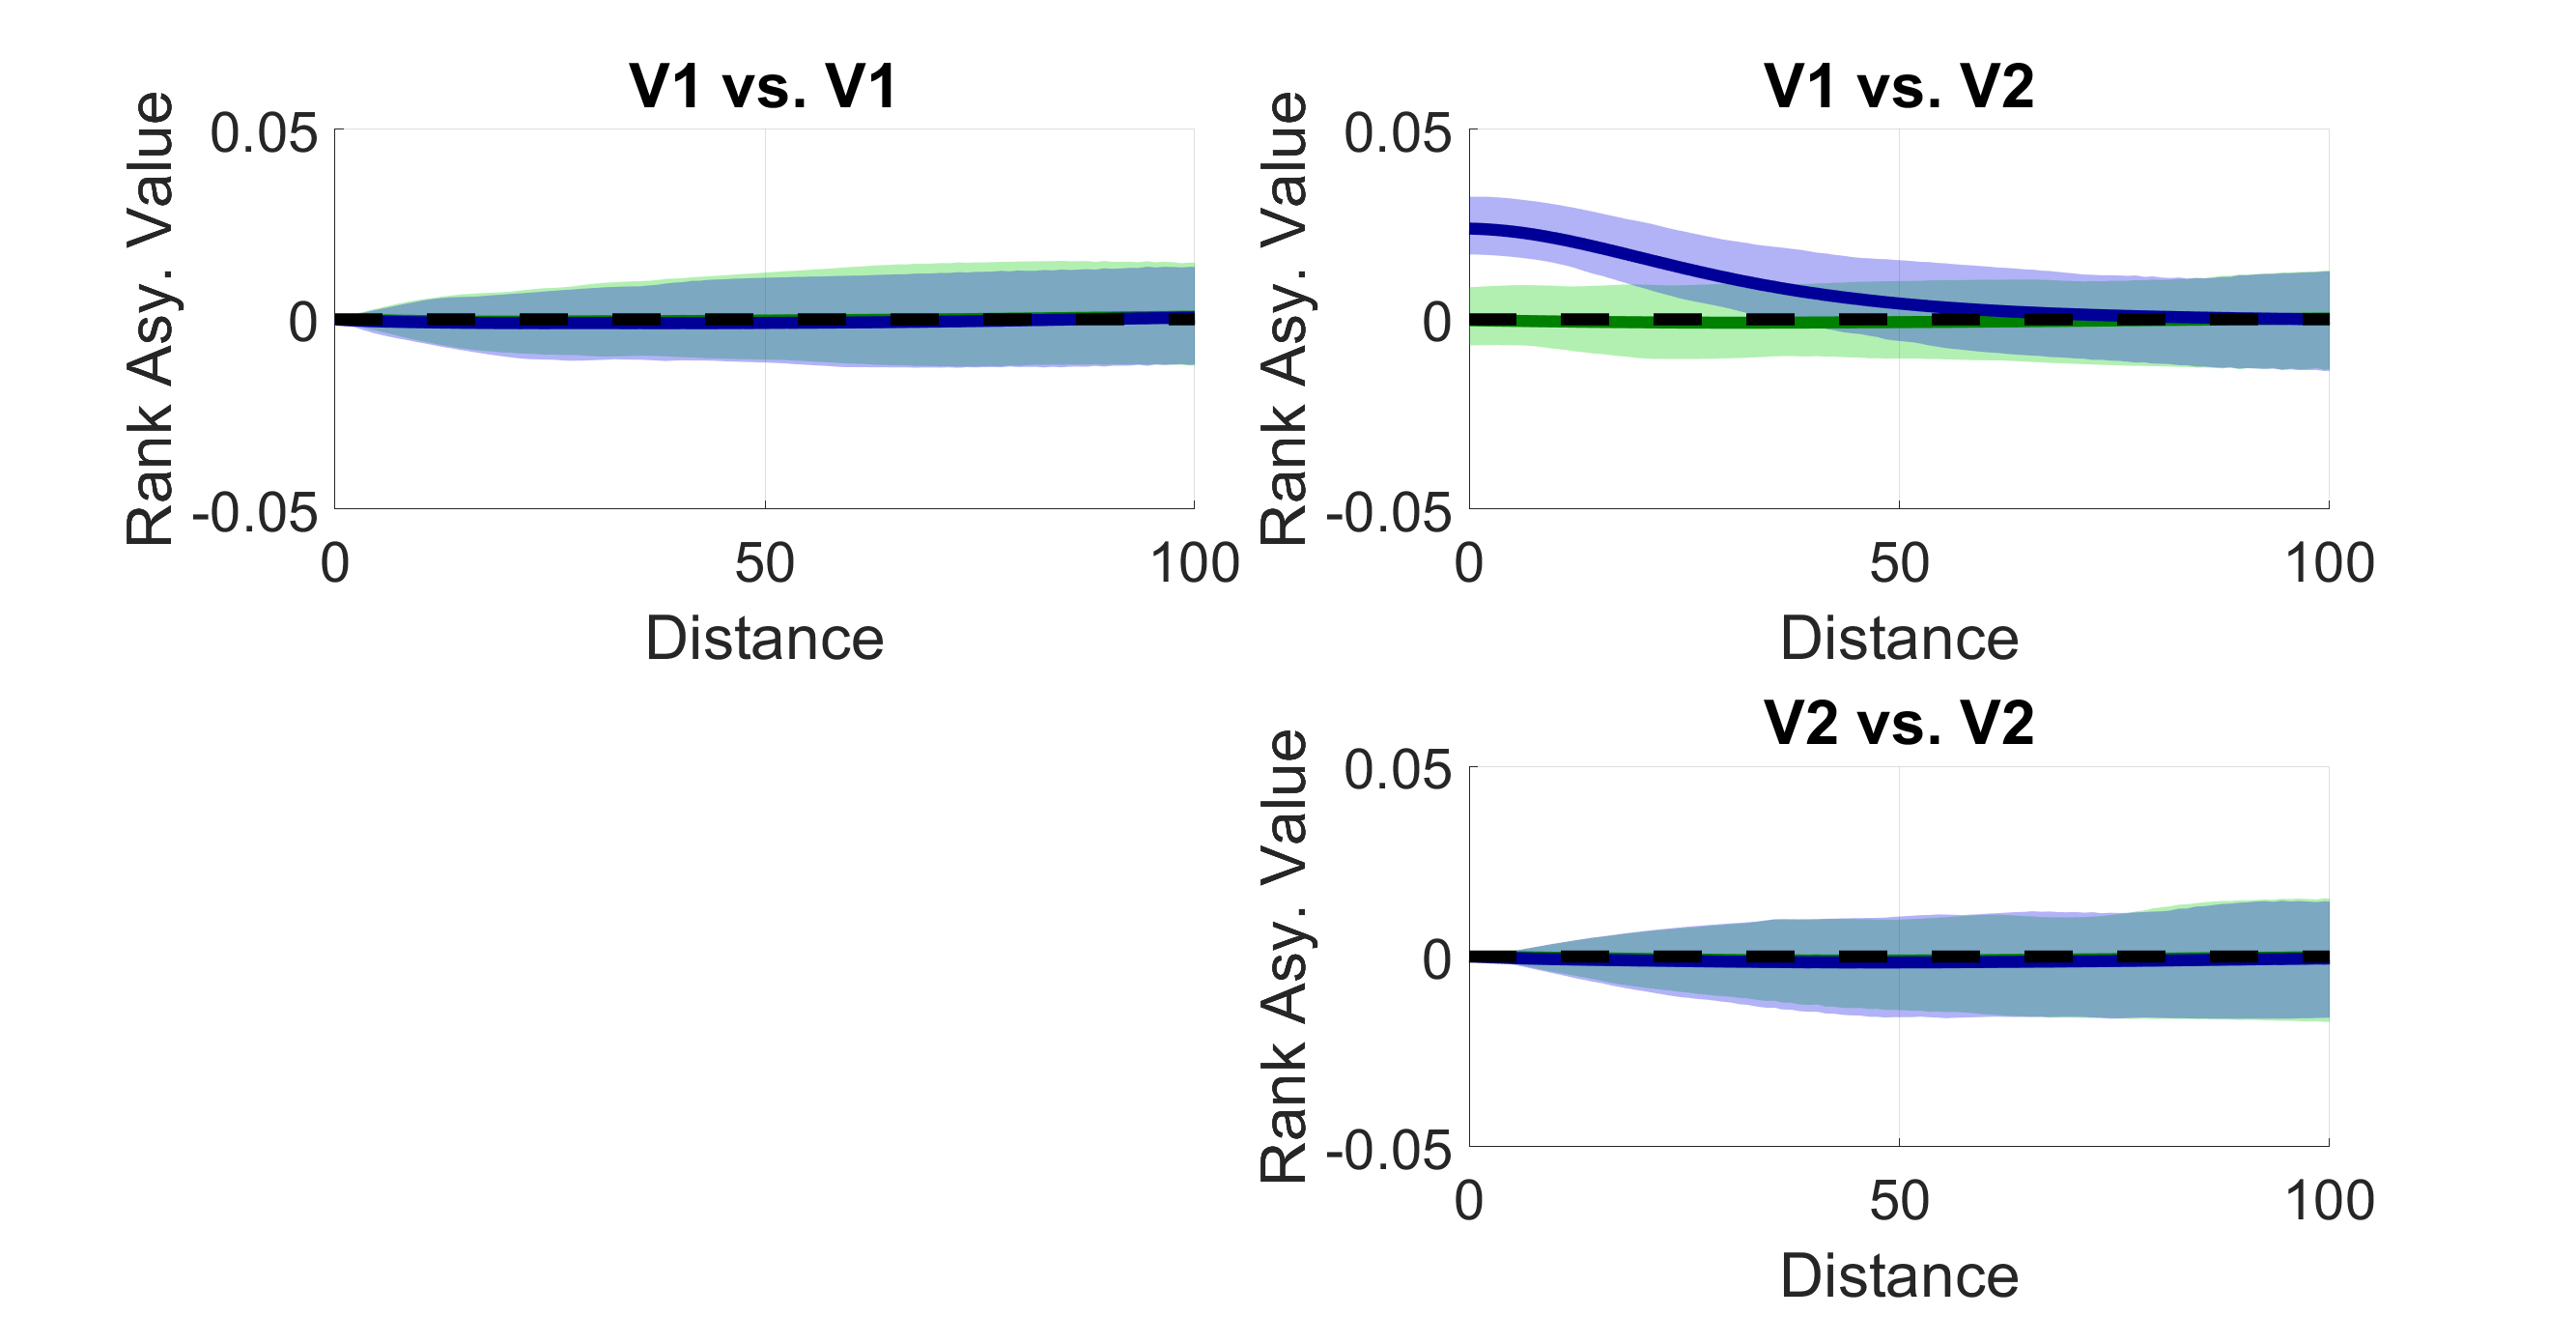 V1 vs. V1
Rank Asy. Value
0.05
0
-0.05
0 50 100
Distance
V1 vs. V2
Rank Asy. Value
0.05
0
-0.05
0 50 100
Distance
V2 vs. V2
Rank Asy. Value
0.05
0
-0.05
0 50 100
Distance